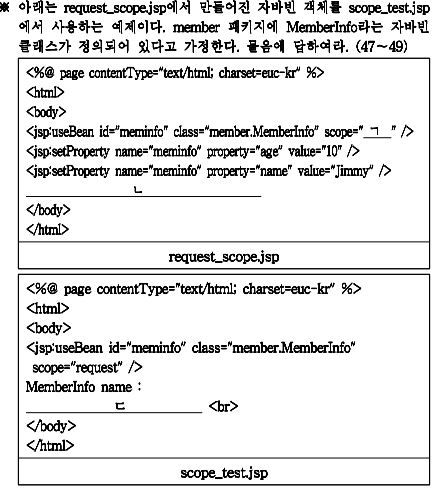 ※ 아래는 request_scope.jsp에서 만들어진 자바빈 객체를 scope_test.jsp
에서 사용하는 예제이다. member 패키지에 MemberInfo라는 자바빈
클래스가 정의되어 있다고 가정한다. 물음에 답하여라. (47~49)
<%@ page contentType="text/html; charset=euc-kr" %>
<html>
<body>
<jsp:useBean id="meminfo" class="member.MemberInfo" scope="__ㄱ__" />
<jsp:setProperty name="meminfo" property="age" value="10" />
<jsp:setProperty name="meminfo" property="name" value="Jimmy" />
ㄴ
</body>
</html>
request_scope.jsp
<%@ page contentType="text/html; charset=euc-kr" %>
<html>
<body>
<jsp:useBean id="meminfo" class="member.MemberInfo"
scope="request" />
MemberInfo name :
ㄷ <br>
</body>
</html>
scope_test.jsp